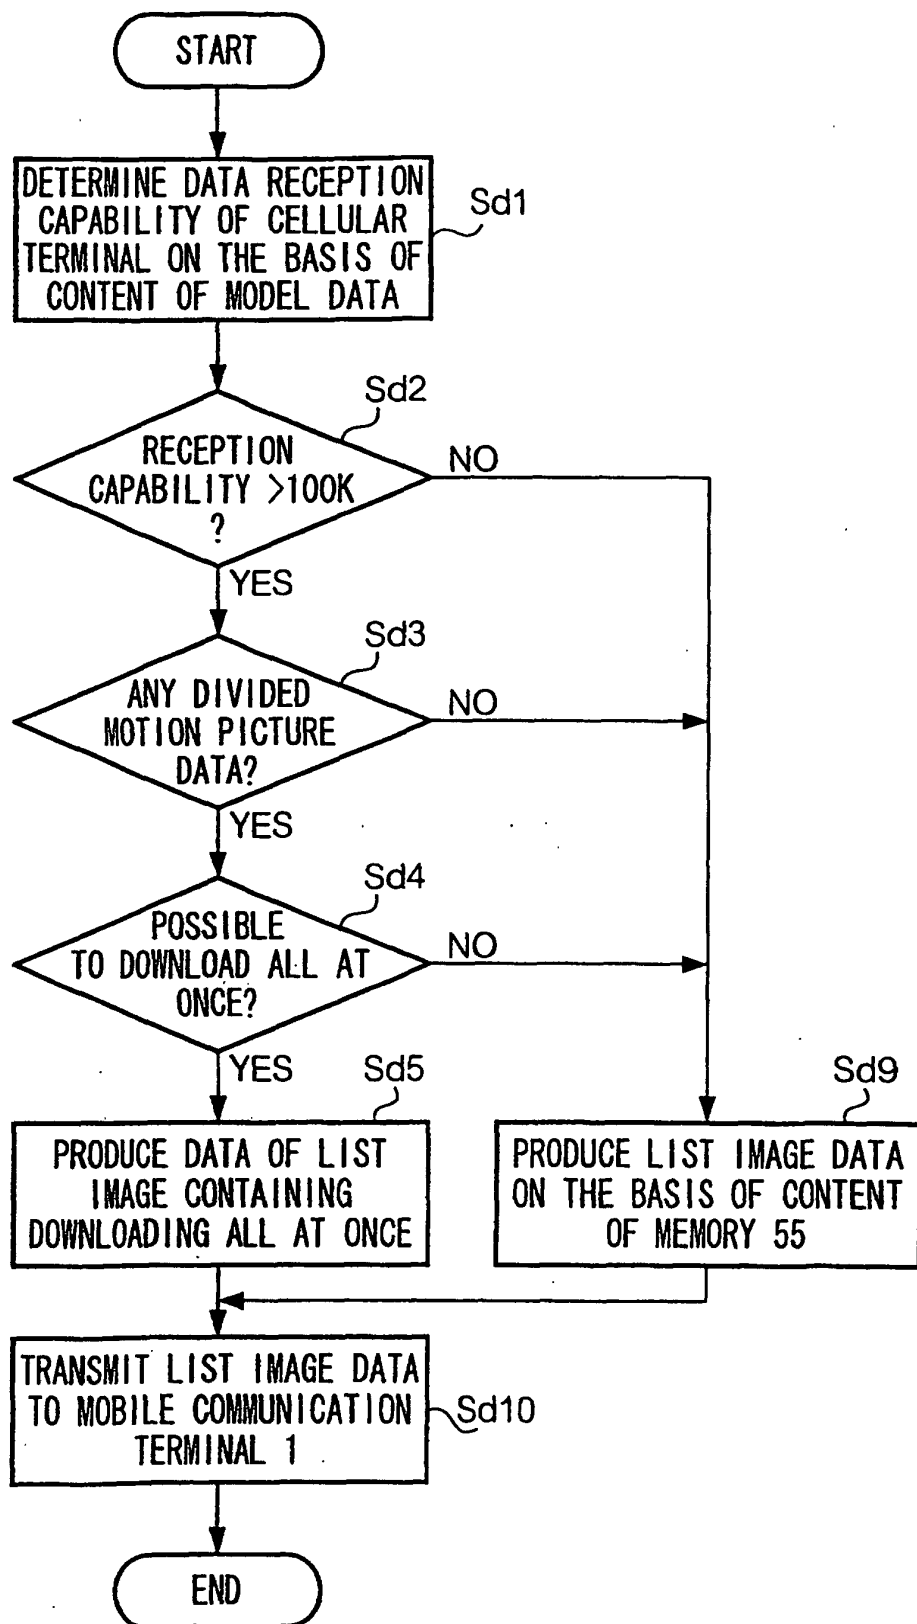 START
DETERMINE DATA RECEPTION
CAPABILITY OF CELLULAR
TERMINAL ON THE BASIS OF
CONTENT OF MODEL DATA
Sd1
Sd2
RECEPTION
CAPABILITY >100K
?
NO
YES
Sd3
ANY DIVIDED
MOTION PICTURE
DATA?
NO
YES
Sd4
POSSIBLE
TO DOWNLOAD ALL AT
ONCE?
NO
YES
Sd5
PRODUCE DATA OF LIST
IMAGE CONTAINING
DOWNLOADING ALL AT ONCE
Sd9
PRODUCE LIST IMAGE DATA
ON THE BASIS OF CONTENT
OF MEMORY 55
TRANSMIT LIST IMAGE DATA
TO MOBILE COMMUNICATION
TERMINAL 1
Sd10
END